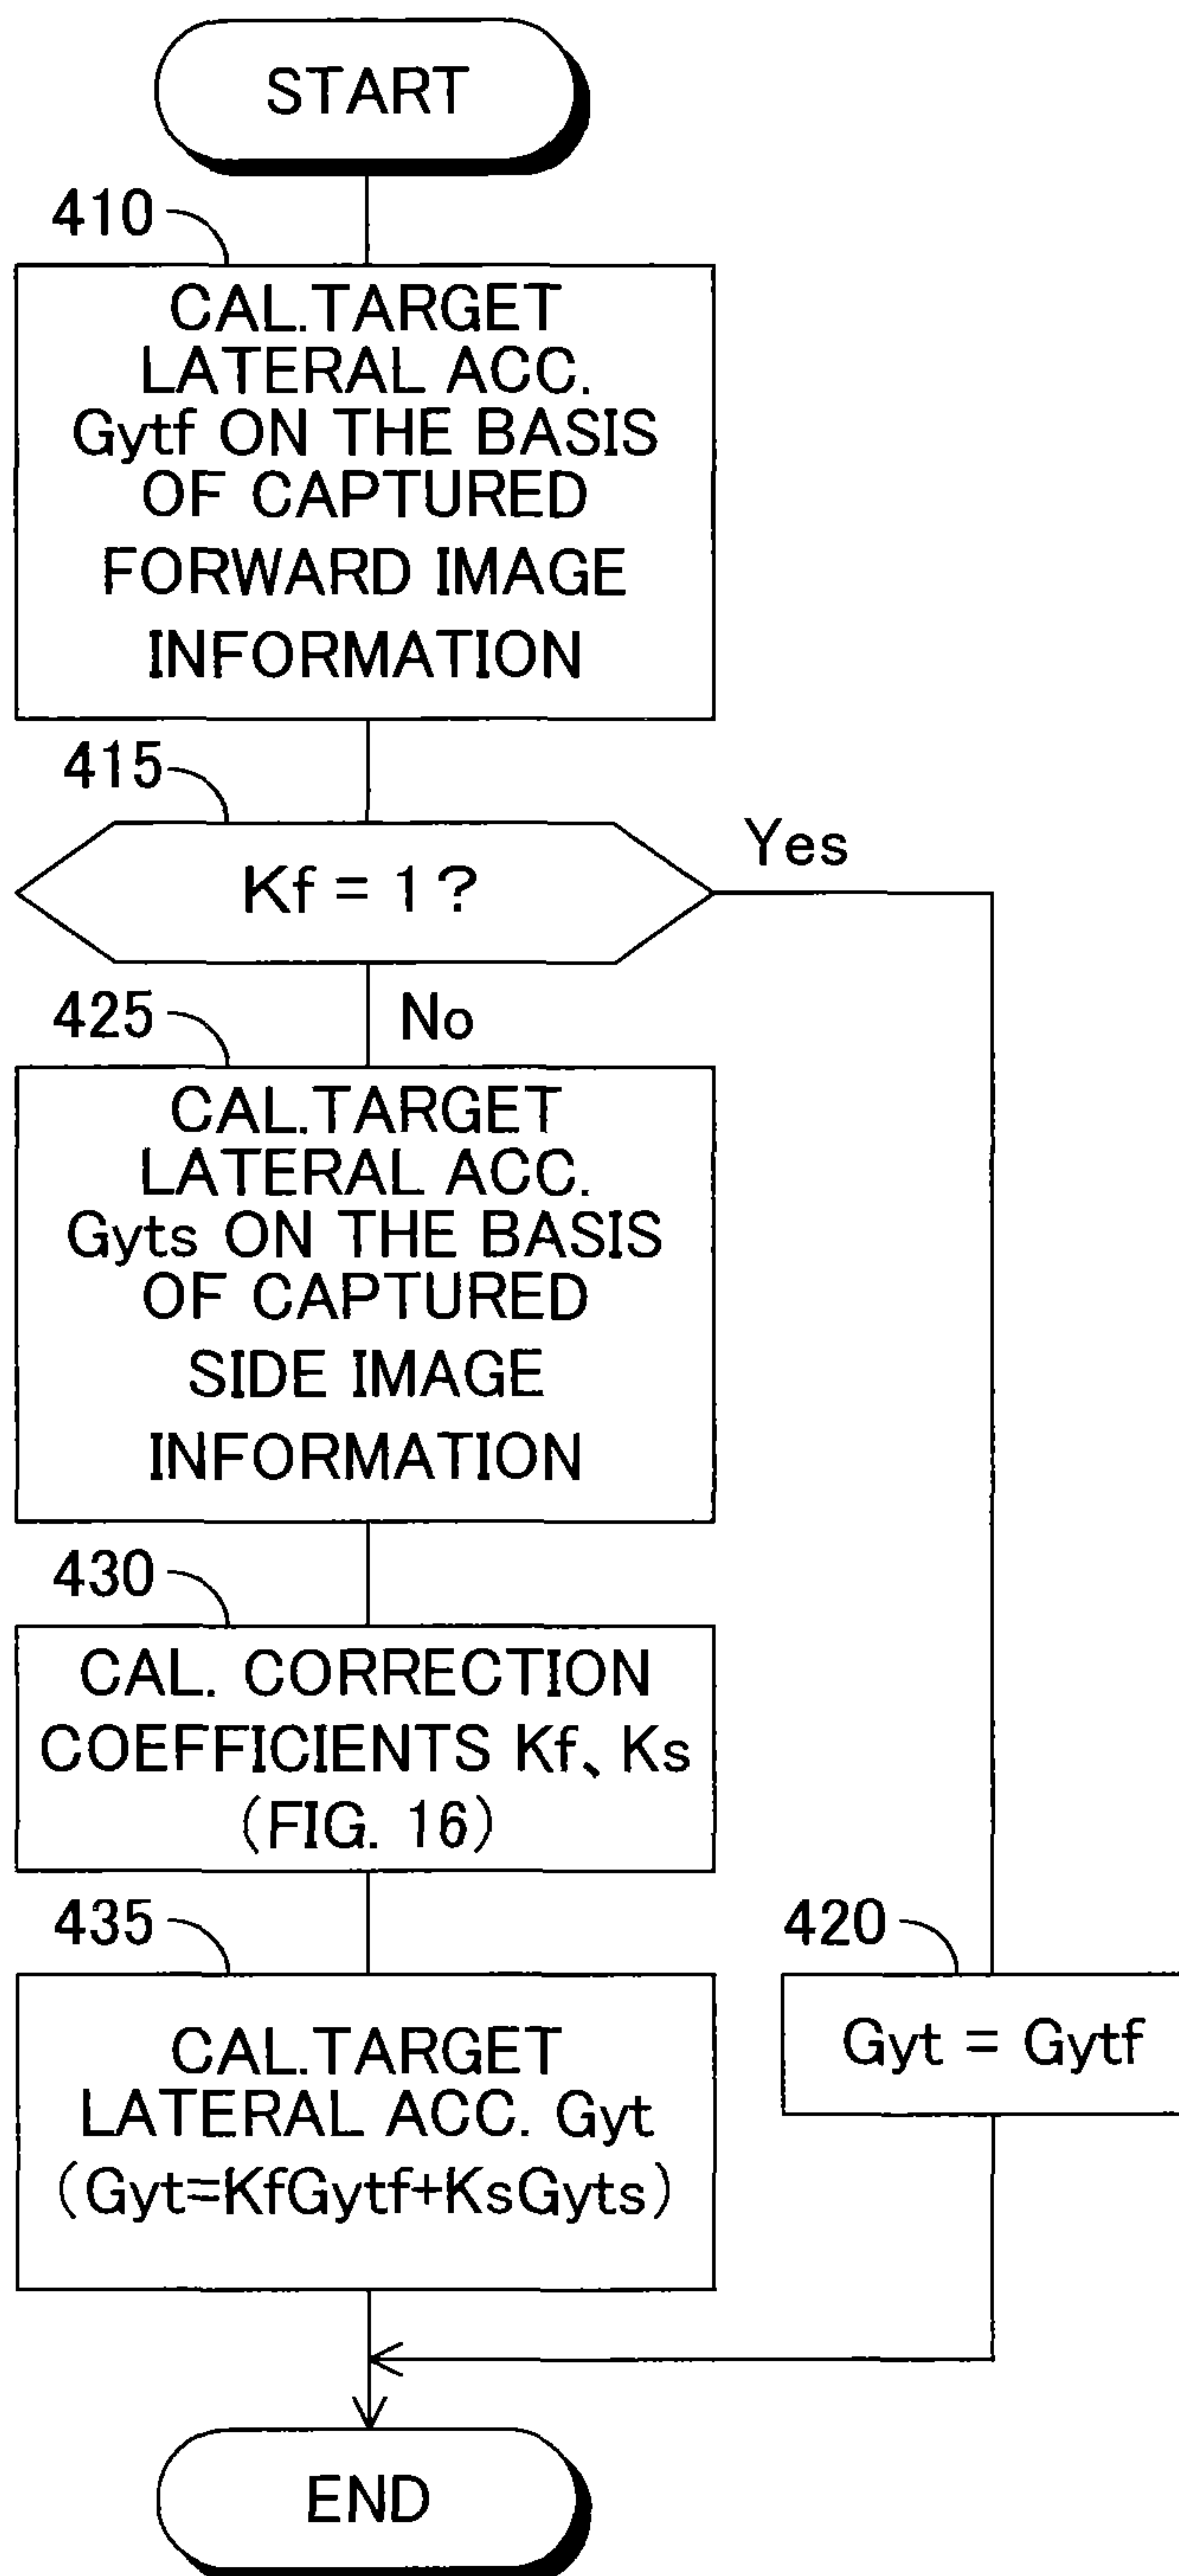 START
410
CAL.TARGET
LATERAL ACC.
Gytf ON THE BASIS
OF CAPTURED
FORWARD IMAGE
INFORMATION
415
Kf = 1 ?
Yes
No
425
CAL.TARGET
LATERAL ACC.
Gyts ON THE BASIS
OF CAPTURED
SIDE IMAGE
INFORMATION
430
CAL. CORRECTION
COEFFICIENTS Kf、Ks
(FIG. 16)
435
CAL.TARGET
LATERAL ACC. Gyt
(Gyt=KfGytf+KsGyts)
420
Gyt = Gytf
END